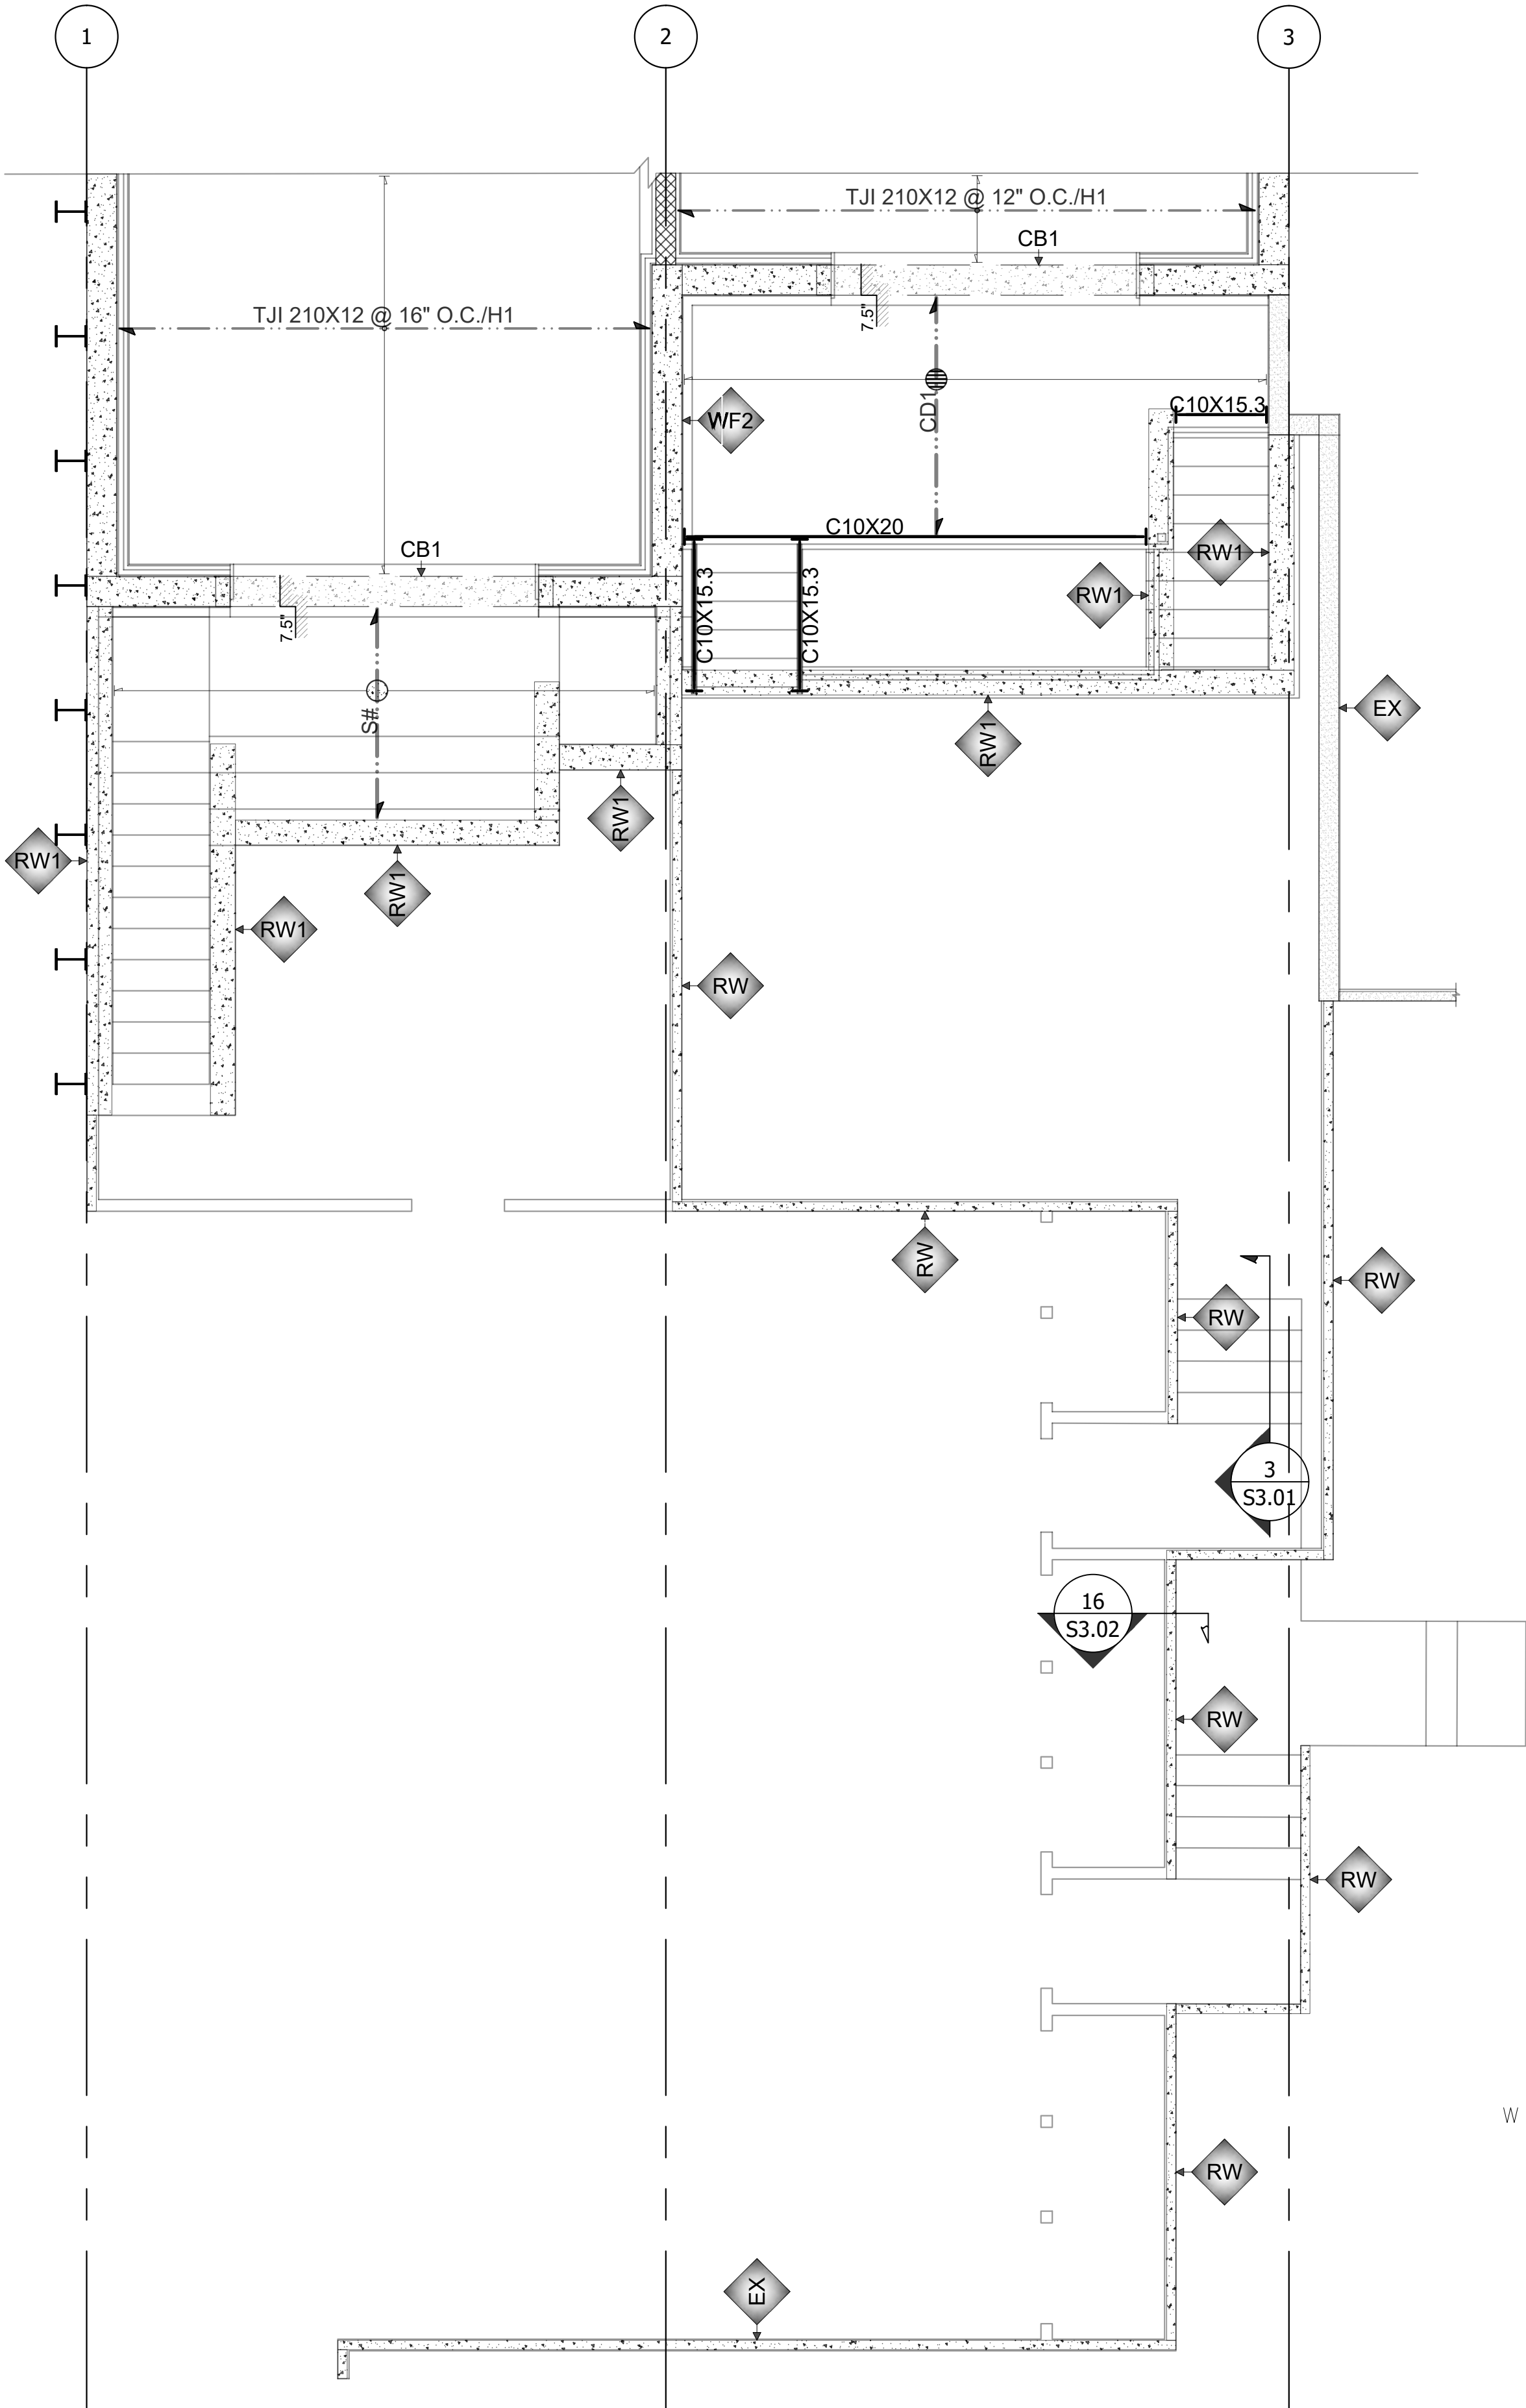 1
2
3
TJI 210X12 @ 12" O.C./H1
CB1
TJI 210X12 @ 16" O.C./H1
7.5"
CD1
C10X15.3
WF2
C10X20
CB1
RW1
C10X15.3
C10X15.3
RW1
7.5"
S#
EX
RW1
RW1
RW1
RW1
RW1
RW
RW
RW
RW
3
S3.01
16
S3.02
RW
RW
W
RW
EX